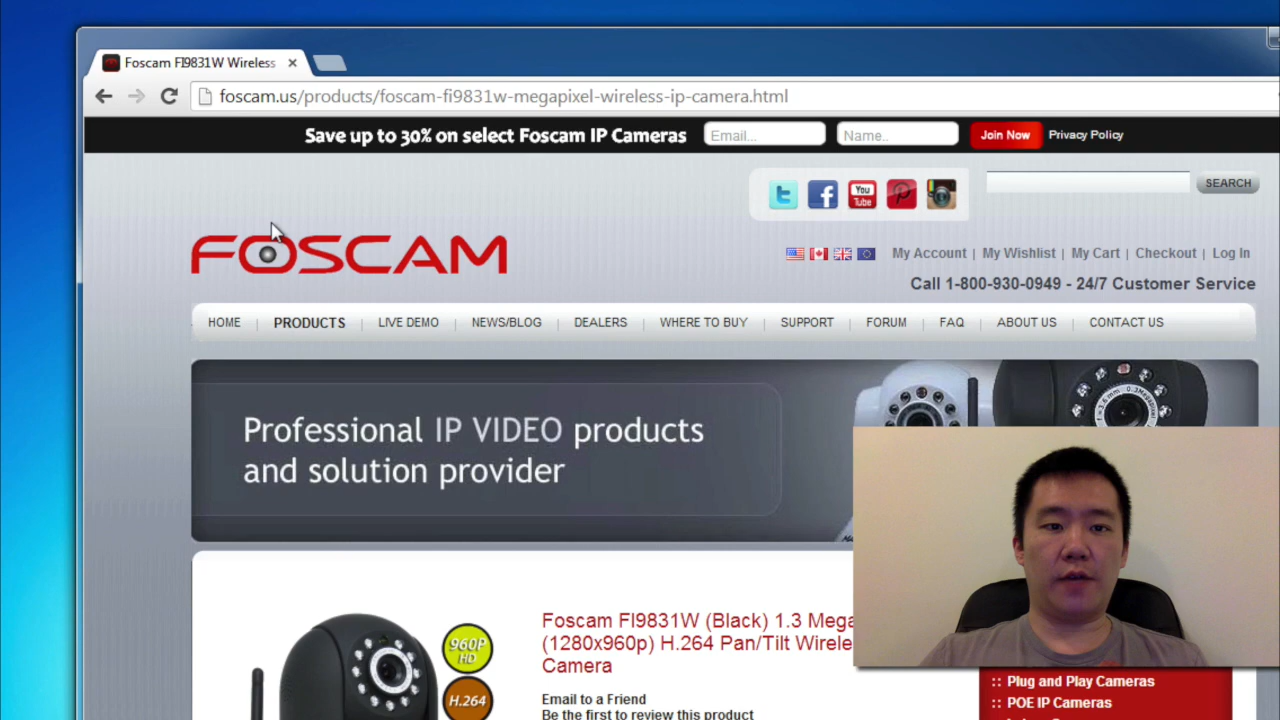 Foscam FI9831W Wireless
foscam.us/products/foscam-fi9831w-megapixel-wireless-ip-camera.html
Save up to 30% on select Foscam IP Cameras
Email...
Name..
Join Now
Privacy Policy
You
Tube
SEARCH
FOSCAM
My Account | My Wishlist | My Cart | Checkout | Log In
Call 1-800-930-0949 - 24/7 Customer Service
HOME | PRODUCTS | LIVE DEMO | NEWS/BLOG | DEALERS | WHERE TO BUY | SUPPORT | FORUM | FAQ | ABOUT US | CONTACT US
Professional IP VIDEO products
and solution provider
Foscam FI9831W (Black) 1.3 Mega
(1280x960p) H.264 Pan/Tilt Wirele
Camera
960P
HD
H.264
Email to a Friend
Be the first to review this product
:: Plug and Play Cameras
:: POE IP Cameras